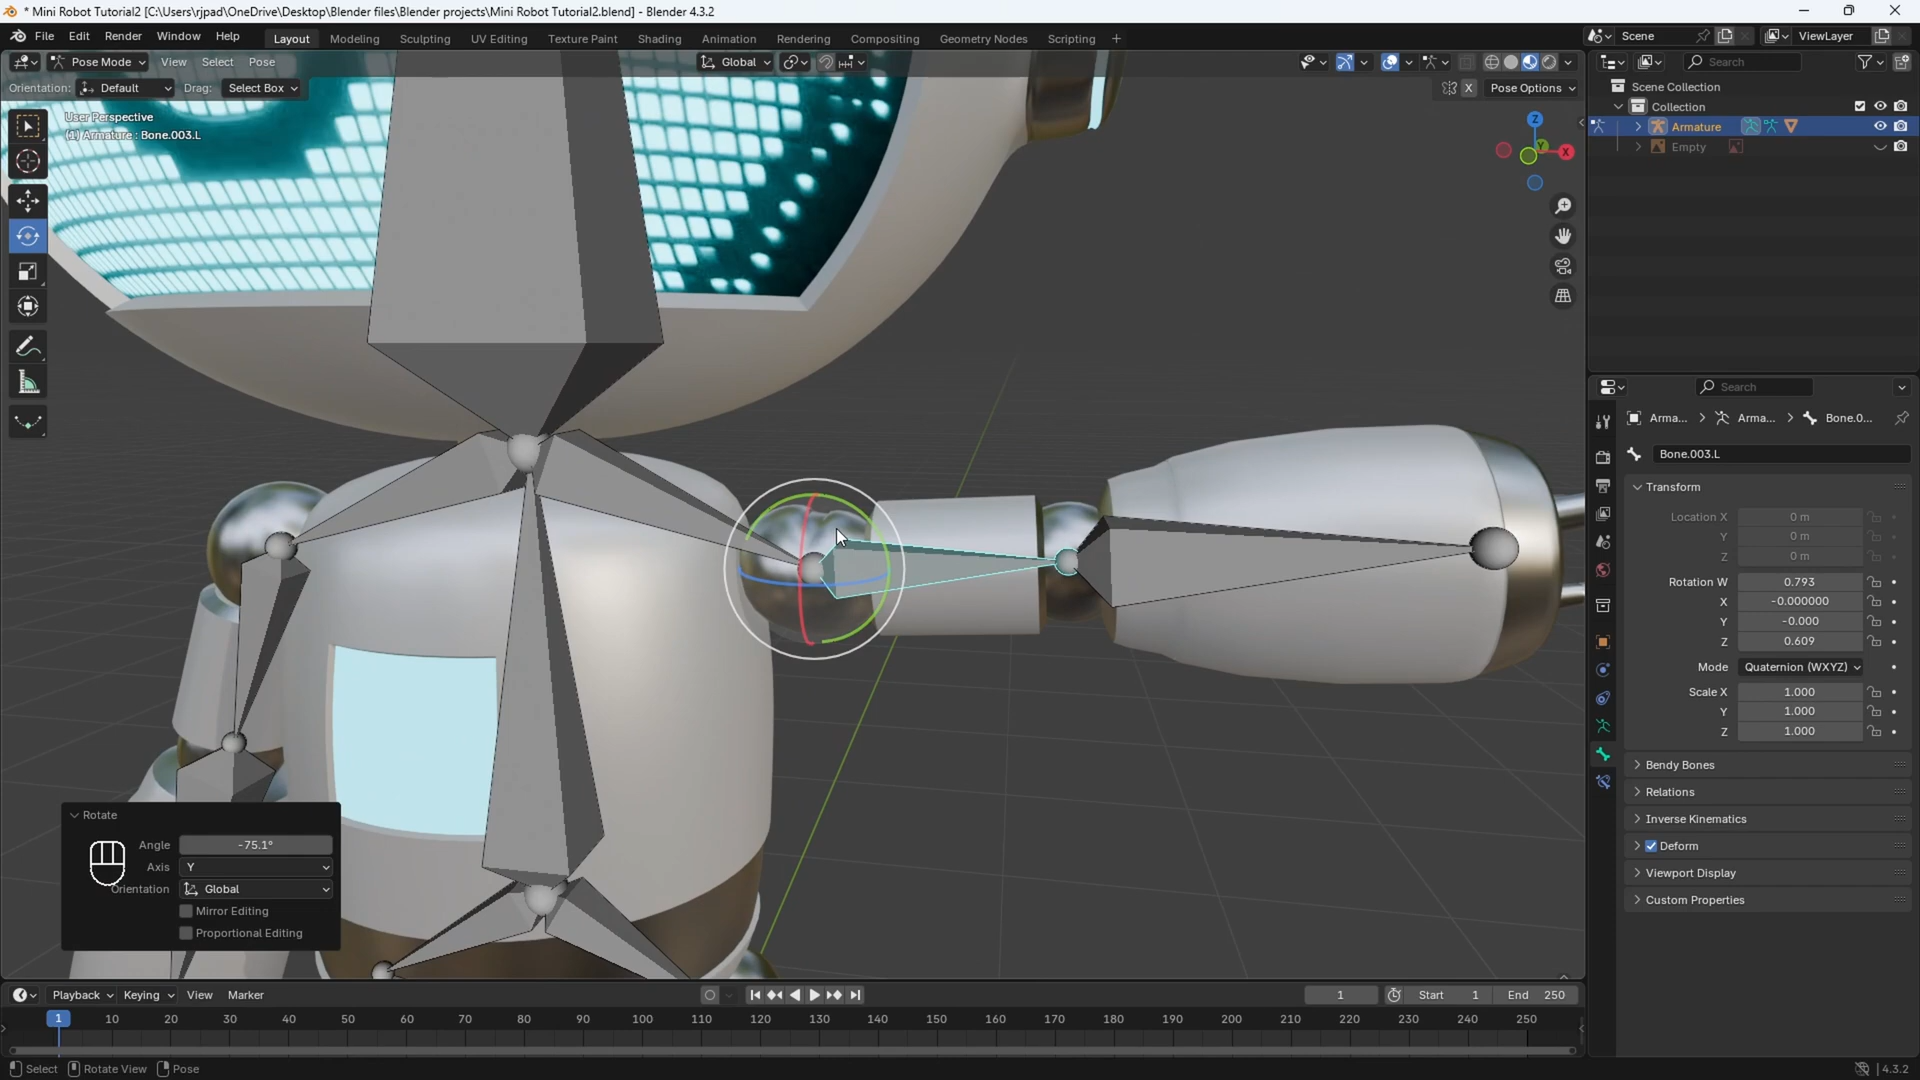 * Mini Robot Tutorial2 [C:\Users\rjpad\OneDrive\Desktop\Blender files\Blender projects\Mini Robot Tutorial2.blend] - Blender 4.3.2
File Edit Render Window Help Layout Modeling Sculpting UV Editing Texture Paint Shading Animation Rendering Compositing Geometry Nodes Scripting + Scene ViewLayer
Pose Mode View Select Pose Global Search
Orientation: Default Drag: Select Box X Pose Options Scene Collection
User Perspective
(1) Armature : Bone.003.L
Collection
Armature
Empty
Z
Y
X
Search
Arma... > Arma... > Bone.0...
Bone.003.L
Transform
Location X 0 m
Y 0 m
Z 0 m
Rotation W 0.793
X -0.000000
Y -0.000
Z 0.609
Mode Quaternion (WXYZ)
Scale X 1.000
Y 1.000
Z 1.000
Bendy Bones
Relations
Inverse Kinematics
Deform
Viewport Display
Custom Properties
Rotate
Angle -75.1°
Axis Y
Orientation Global
Mirror Editing
Proportional Editing
Playback Keying View Marker 1 Start 1 End 250
1 10 20 30 40 50 60 70 80 90 100 110 120 130 140 150 160 170 180 190 200 210 220 230 240 250
Select Rotate View Pose 4.3.2